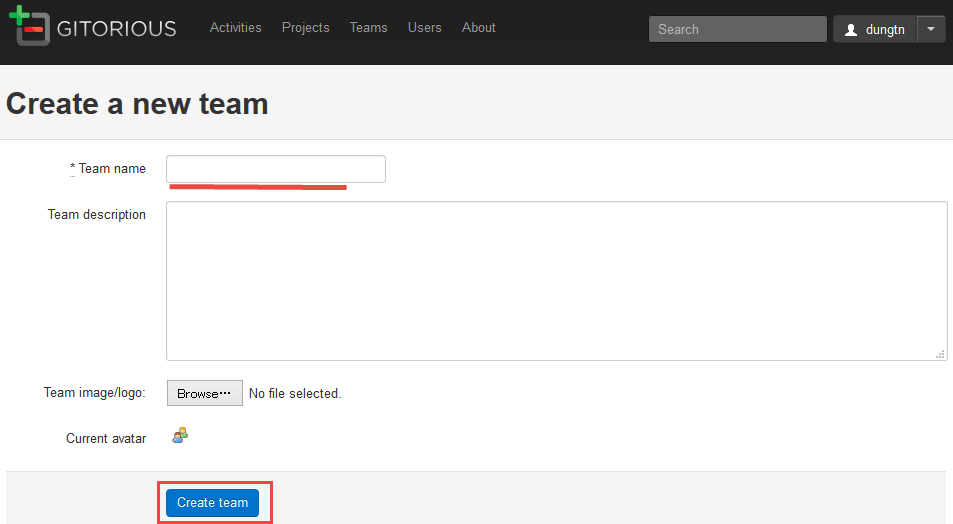 GITORIOUS Activities Projects Teams Users About Search dungtn
Create a new team
* Team name
Team description
Team image/logo: Browse… No file selected.
Current avatar
Create team